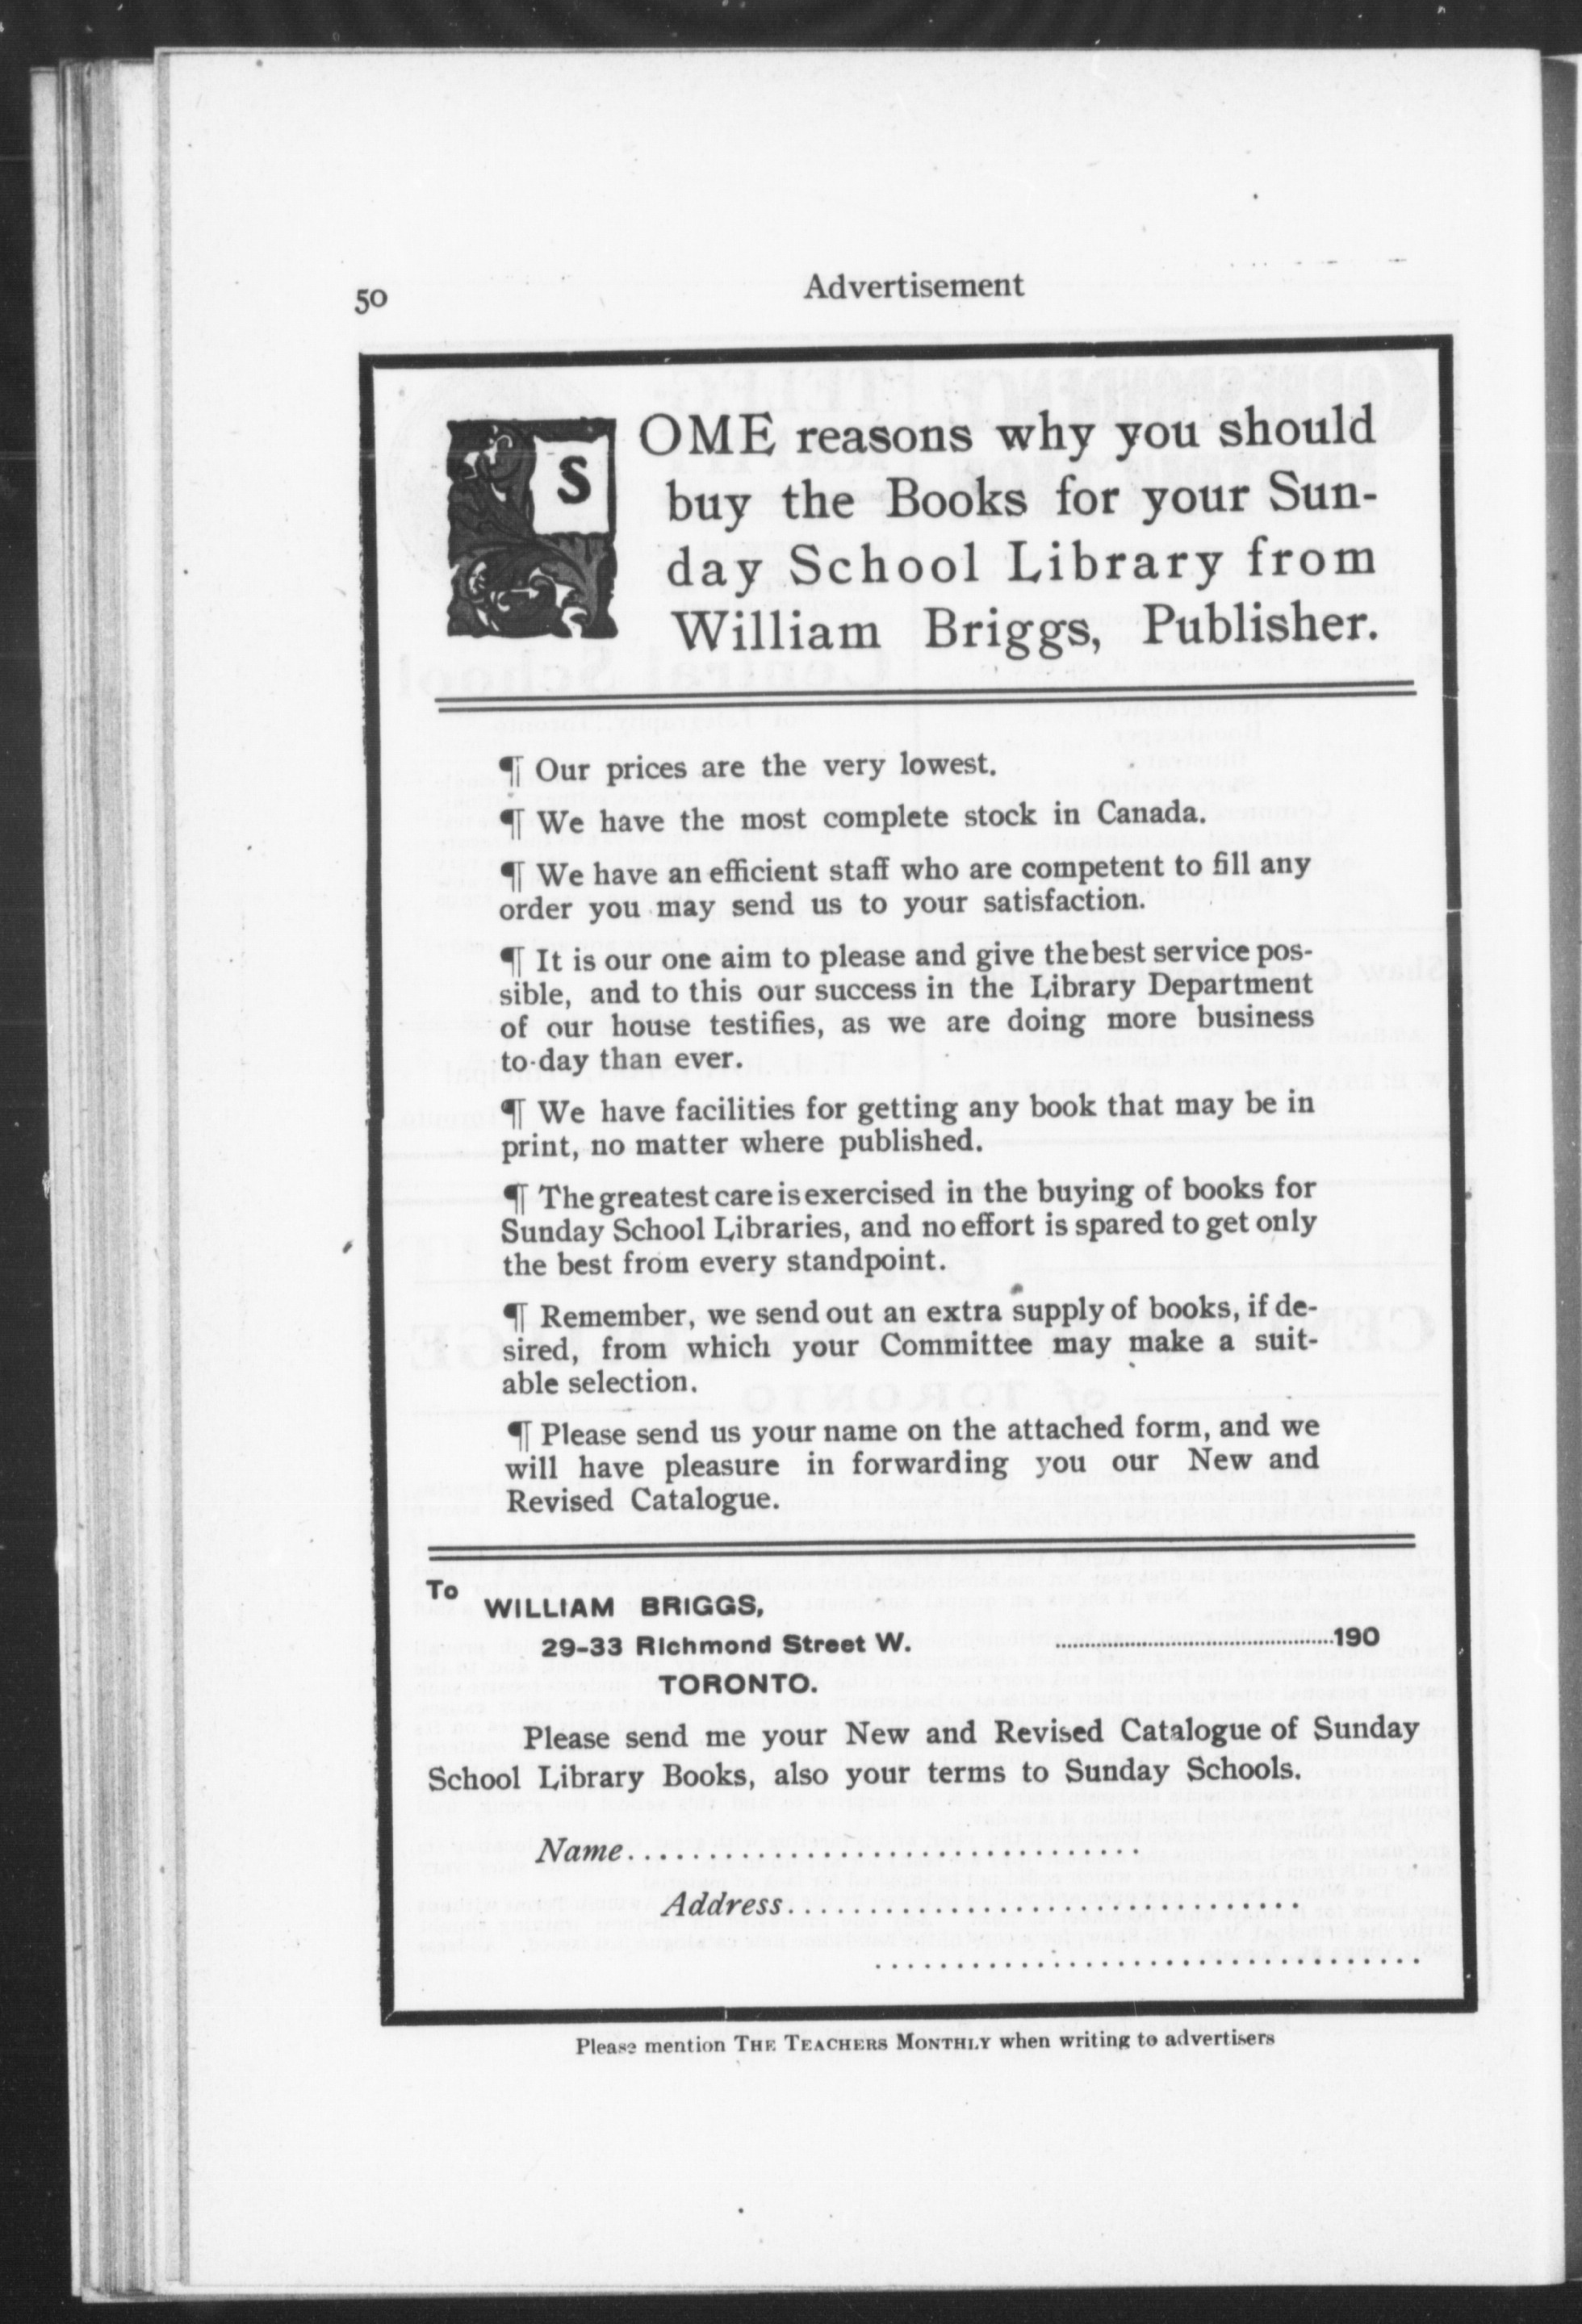 50
Advertisement
SOME reasons why you should
buy the Books for your Sun-
day School Library from
William Briggs, Publisher.
¶ Our prices are the very lowest.
¶ We have the most complete stock in Canada.
¶ We have an efficient staff who are competent to fill any
order you may send us to your satisfaction.
¶ It is our one aim to please and give the best service pos-
sible, and to this our success in the Library Department
of our house testifies, as we are doing more business
to-day than ever.
¶ We have facilities for getting any book that may be in
print, no matter where published.
¶ The greatest care is exercised in the buying of books for
Sunday School Libraries, and no effort is spared to get only
the best from every standpoint.
¶ Remember, we send out an extra supply of books, if de-
sired, from which your Committee may make a suit-
able selection.
¶ Please send us your name on the attached form, and we
will have pleasure in forwarding you our New and
Revised Catalogue.
To
WILLIAM BRIGGS,
29-33 Richmond Street W.
..............................................190
TORONTO.
Please send me your New and Revised Catalogue of Sunday
School Library Books, also your terms to Sunday Schools.
Name................................
Address................................
..................................
Please mention THE TEACHERS MONTHLY when writing to advertisers